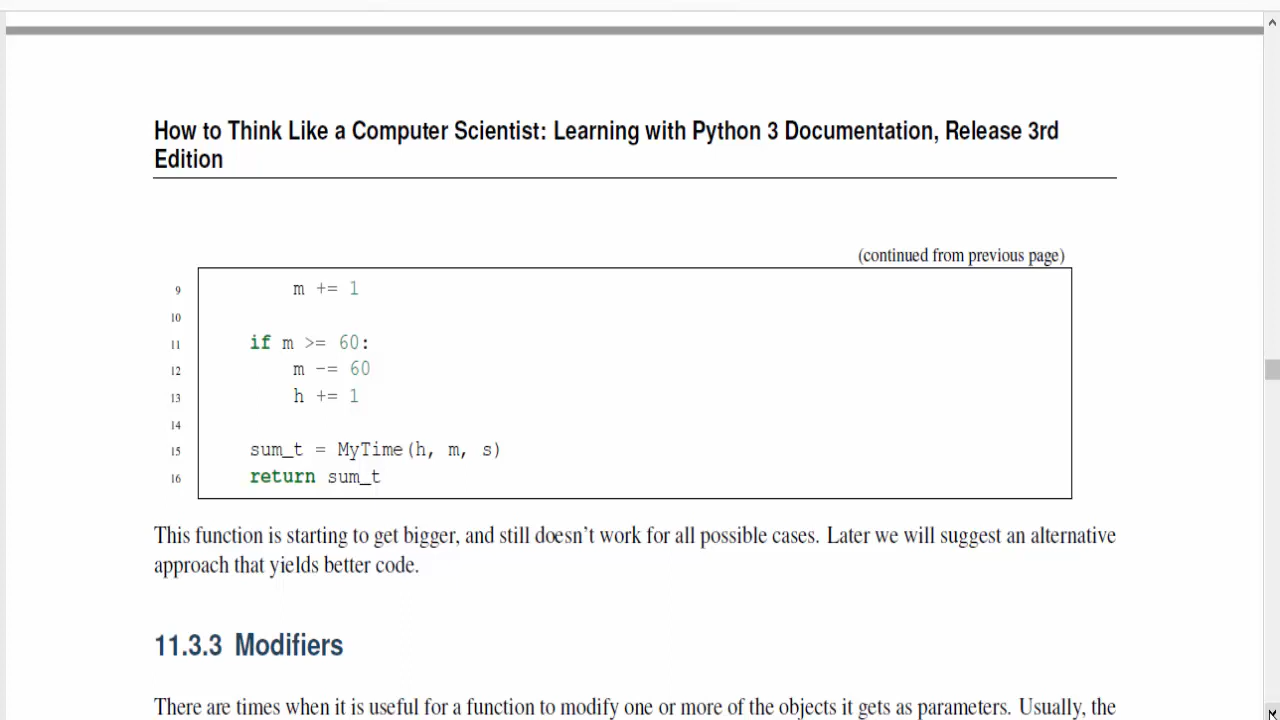 How to Think Like a Computer Scientist: Learning with Python 3 Documentation, Release 3rd
Edition
(continued from previous page)
9 m += 1
10
11 if m >= 60:
12 m -= 60
13 h += 1
14
15 sum_t = MyTime(h, m, s)
16 return sum_t
This function is starting to get bigger, and still doesn't work for all possible cases. Later we will suggest an alternative
approach that yields better code.
11.3.3 Modifiers
There are times when it is useful for a function to modify one or more of the objects it gets as parameters. Usually, the